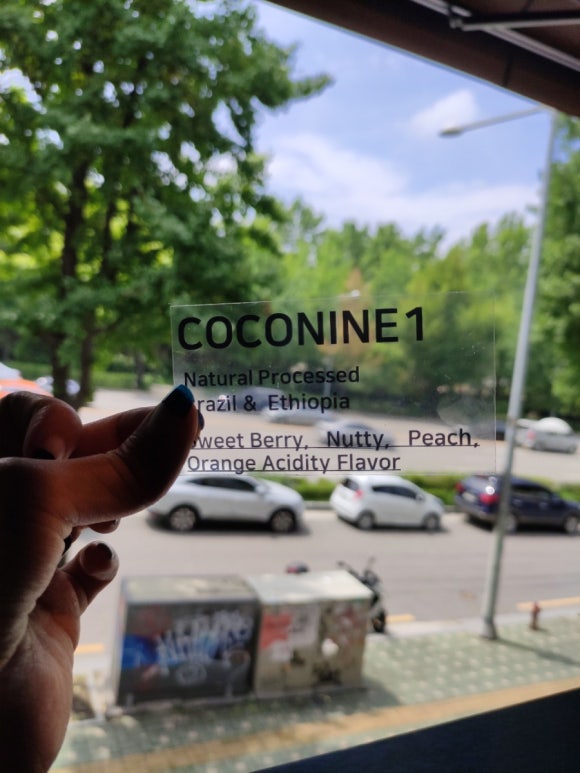 COCONINE1
Natural Processed
razil & Ethiopia
weet Berry, Nutty, Peach,
Orange Acidity Flavor